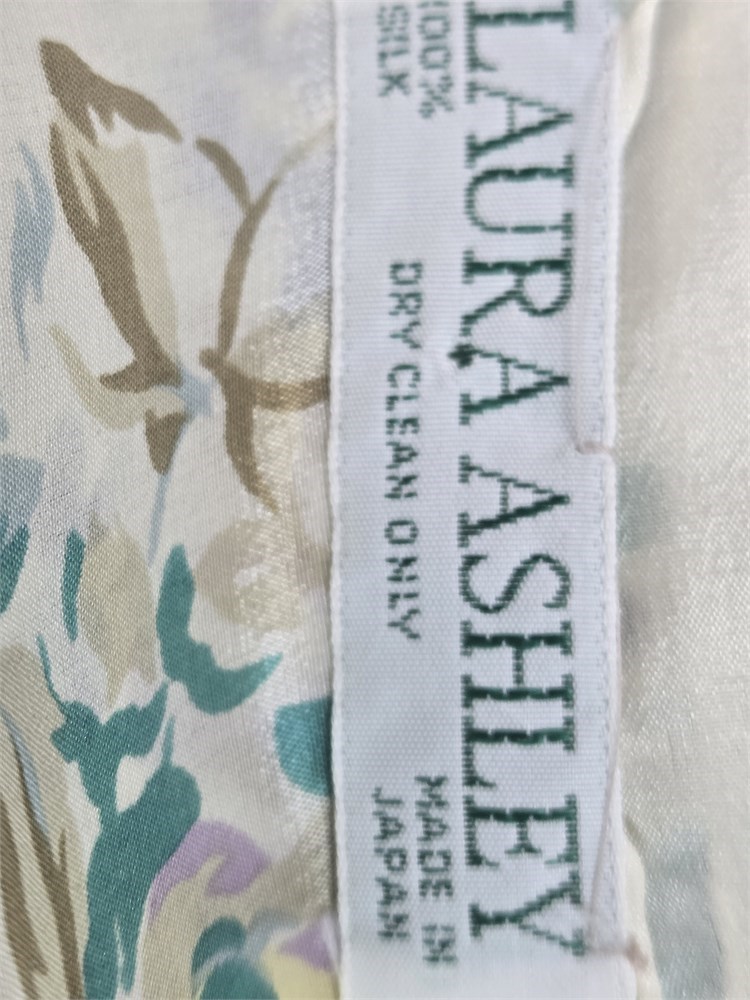 LAURA ASHLEY
100%
SILK
DRY CLEAN ONLY
MADE IN
JAPAN